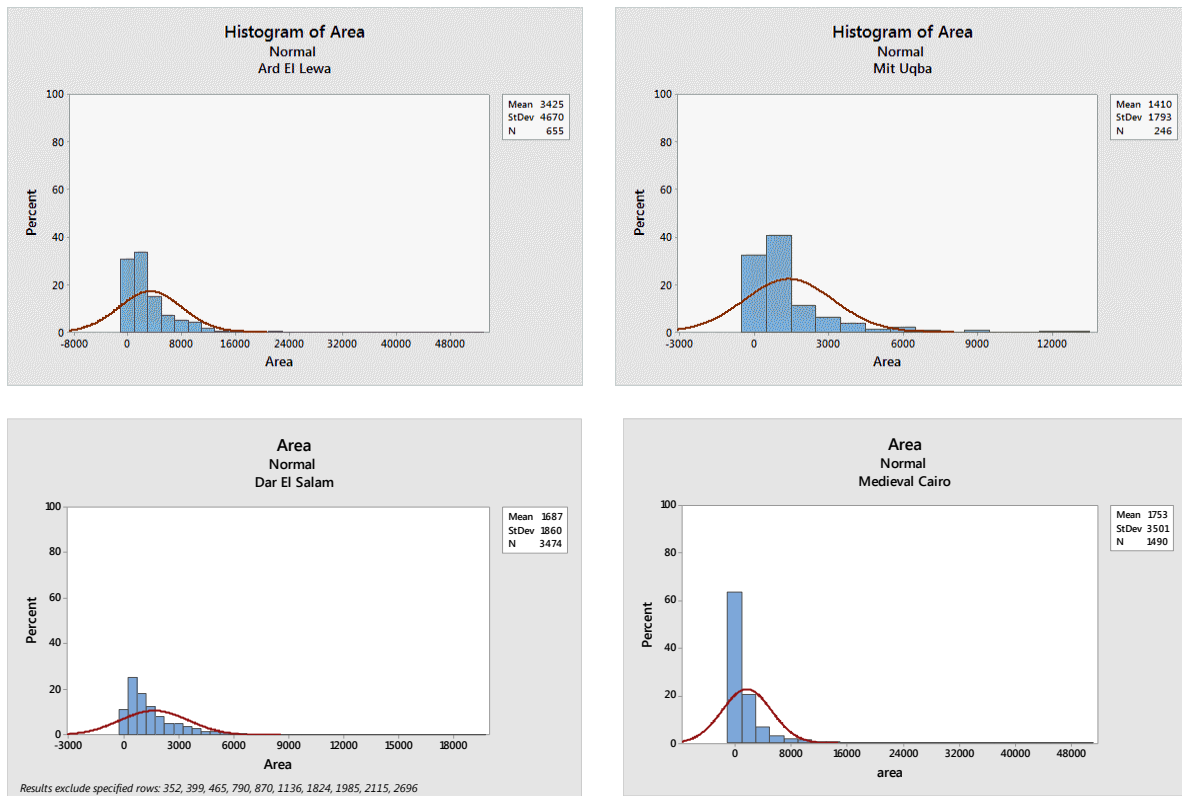 Histogram of Area
Normal
Ard El Lewa
100
80
60
40
20
0
Percent
-8000 0 8000 16000 24000 32000 40000 48000
Area
Mean 3425
StDev 4670
N 655
Histogram of Area
Normal
Mit Uqba
100
80
60
40
20
0
Percent
-3000 0 3000 6000 9000 12000
Area
Mean 1410
StDev 1793
N 246
Area
Normal
Dar El Salam
100
80
60
40
20
0
Percent
-3000 0 3000 6000 9000 12000 15000 18000
Area
Mean 1687
StDev 1860
N 3474
Results exclude specified rows: 352, 399, 465, 790, 870, 1136, 1824, 1985, 2115, 2696
Area
Normal
Medieval Cairo
100
80
60
40
20
0
Percent
0 8000 16000 24000 32000 40000 48000
area
Mean 1753
StDev 3501
N 1490